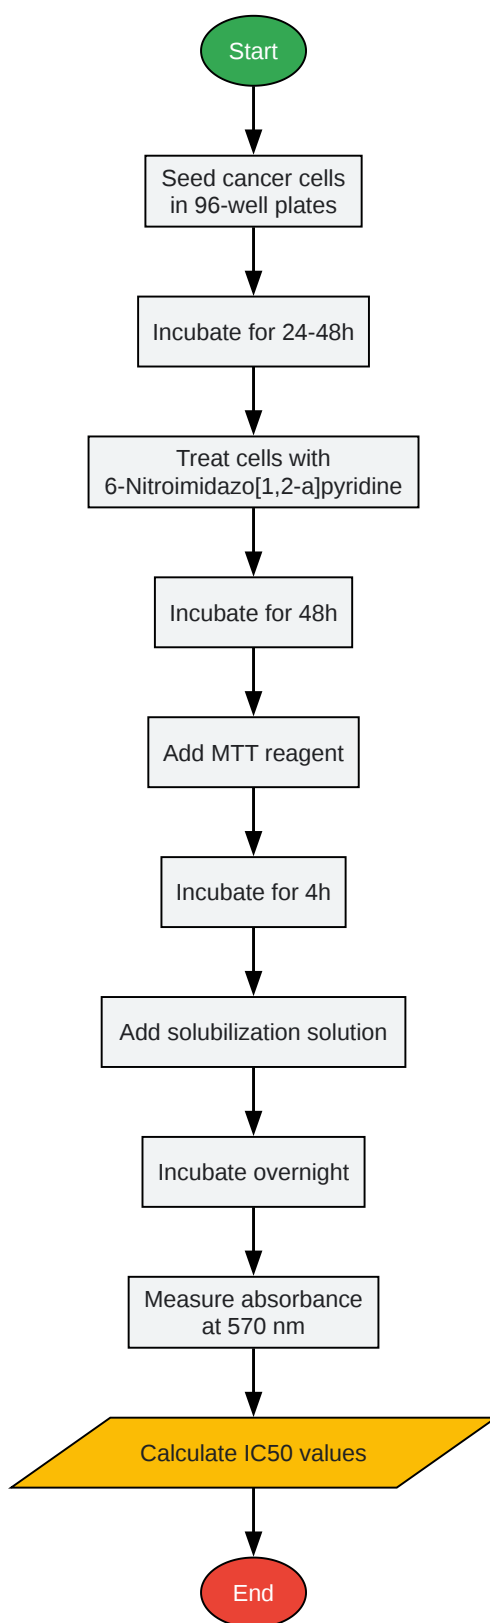 Start
Seed cancer cells
in 96-well plates
Incubate for 24-48h
Treat cells with
6-Nitroimidazo[1,2-a]pyridine
Incubate for 48h
Add MTT reagent
Incubate for 4h
Add solubilization solution
Incubate overnight
Measure absorbance
at 570 nm
Calculate IC50 values
End